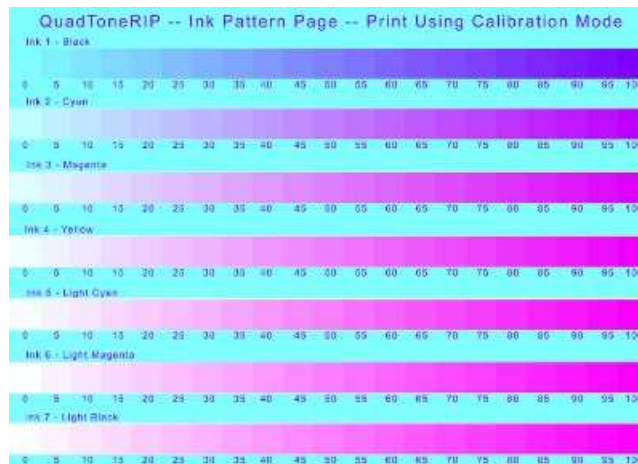 QuadToneRIP -- Ink Pattern Page -- Print Using Calibration Mode
Ink 1 - Black
0 5 10 15 20 25 30 35 40 45 50 55 60 65 70 75 80 85 90 95 100
Ink 2 - Cyan
0 5 10 15 20 25 30 35 40 45 50 55 60 65 70 75 80 85 90 95 100
Ink 3 - Magenta
0 5 10 15 20 25 30 35 40 45 50 55 60 65 70 75 80 85 90 95 100
Ink 4 - Yellow
0 5 10 15 20 25 30 35 40 45 50 55 60 65 70 75 80 85 90 95 100
Ink 5 - Light Cyan
0 5 10 15 20 25 30 35 40 45 50 55 60 65 70 75 80 85 90 95 100
Ink 6 - Light Magenta
0 5 10 15 20 25 30 35 40 45 50 55 60 65 70 75 80 85 90 95 100
Ink 7 - Light Black
0 5 10 15 20 25 30 35 40 45 50 55 60 65 70 75 80 85 90 95 100